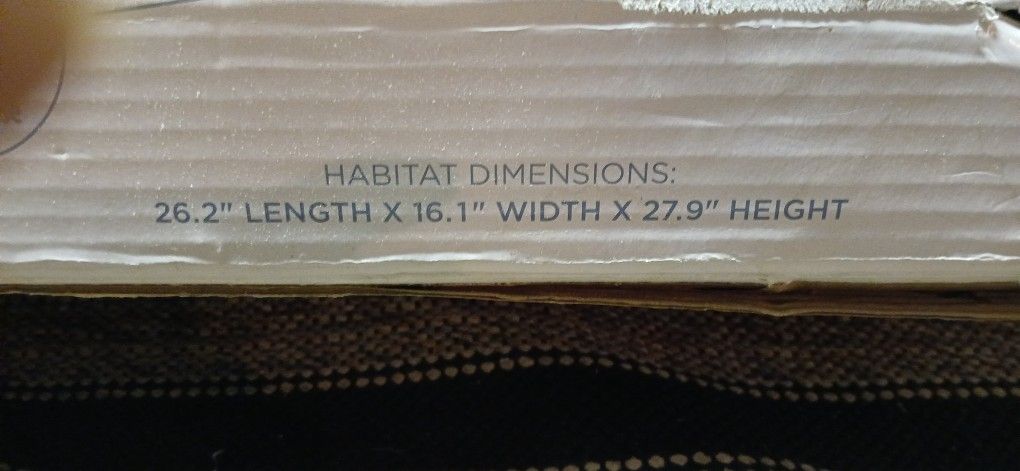 HABITAT DIMENSIONS:
26.2" LENGTH X 16.1" WIDTH X 27.9" HEIGHT